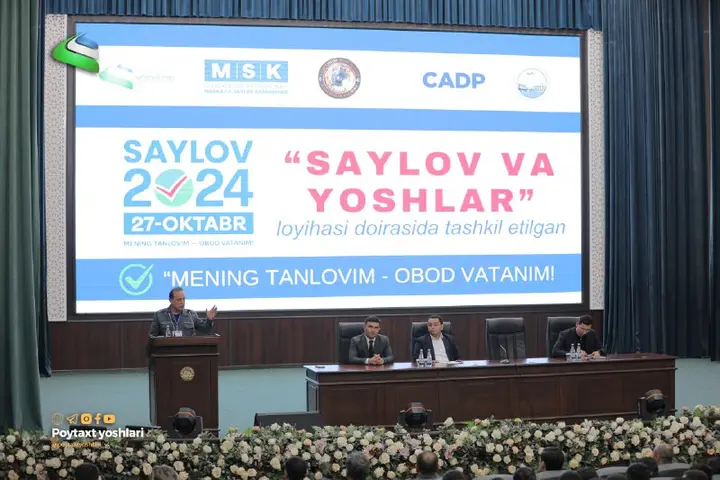 MSK
CADP
SAYLOV
2024
27-OKTABR
MENING TANLOVIM – OBOD VATANIM!
“SAYLOV VA
YOSHLAR”
loyihasi doirasida tashkil etilgan
“MENING TANLOVIM - OBOD VATANIM!
Poytaxt yoshlari